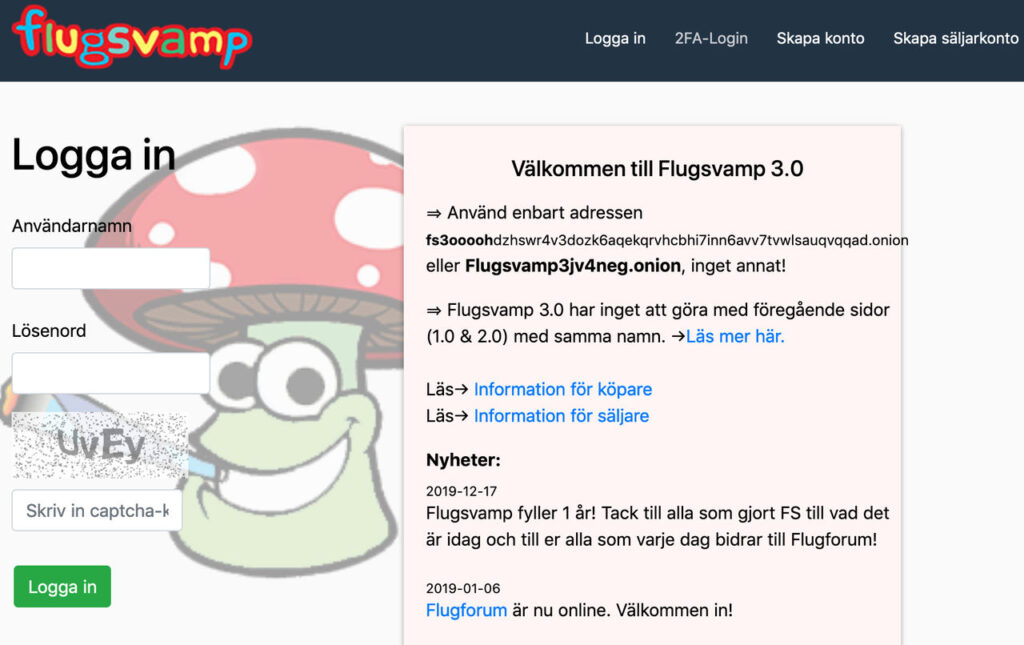 flugsvamp
Logga in
2FA-Login
Skapa konto
Skapa säljarkonto
Logga in
Användarnamn
Lösenord
UvEy
Skriv in captcha-k
Logga in
Välkommen till Flugsvamp 3.0
⇒ Använd enbart adressen
fs3oooohdzhswr4v3dozk6aqekqrvhcbhi7inn6avv7tvwlsauqvqqad.onion
eller Flugsvamp3jv4neg.onion, inget annat!
⇒ Flugsvamp 3.0 har inget att göra med föregående sidor
(1.0 & 2.0) med samma namn. →Läs mer här.
Läs→ Information för köpare
Läs→ Information för säljare
Nyheter:
2019-12-17
Flugsvamp fyller 1 år! Tack till alla som gjort FS till vad det
är idag och till er alla som varje dag bidrar till Flugforum!
2019-01-06
Flugforum är nu online. Välkommen in!